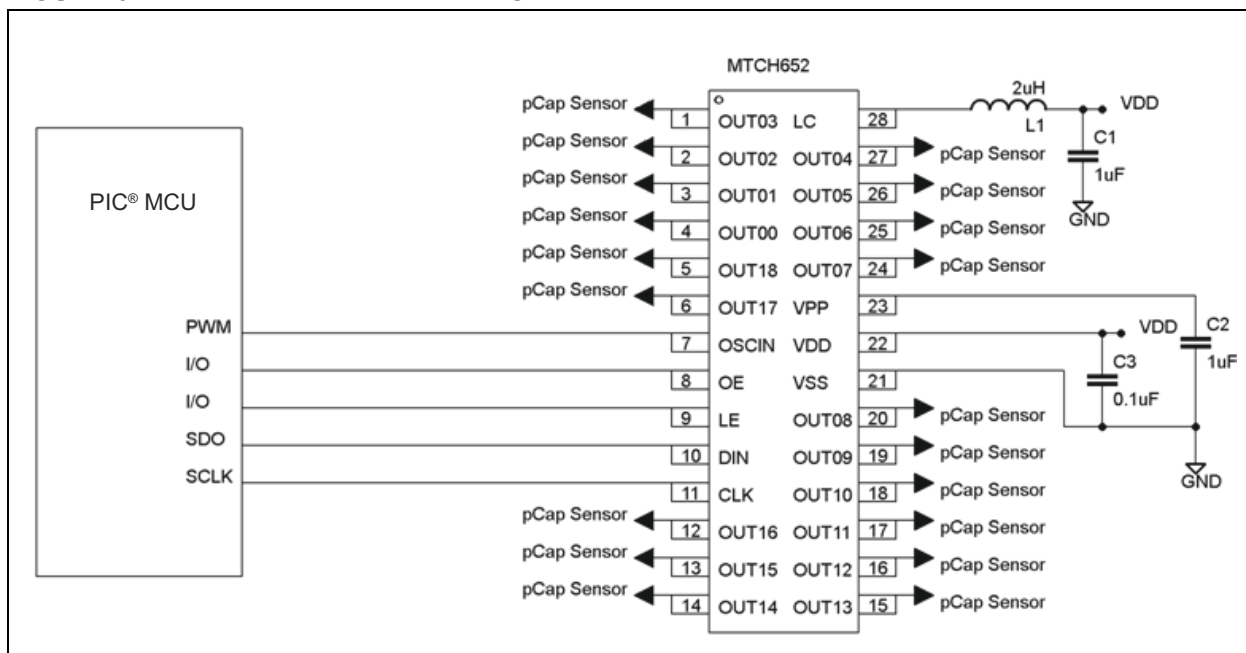 MTCH652
PIC® MCU
PWM
I/O
I/O
SDO
SCLK
pCap Sensor
pCap Sensor
pCap Sensor
pCap Sensor
pCap Sensor
pCap Sensor
pCap Sensor
pCap Sensor
pCap Sensor
1 OUT03 LC 28
2 OUT02 OUT04 27
3 OUT01 OUT05 26
4 OUT00 OUT06 25
5 OUT18 OUT07 24
6 OUT17 VPP 23
7 OSCIN VDD 22
8 OE VSS 21
9 LE OUT08 20
10 DIN OUT09 19
11 CLK OUT10 18
12 OUT16 OUT11 17
13 OUT15 OUT12 16
14 OUT14 OUT13 15
2uH
L1
VDD
C1
1uF
GND
pCap Sensor
pCap Sensor
pCap Sensor
pCap Sensor
VDD
C2
1uF
C3
0.1uF
GND
pCap Sensor
pCap Sensor
pCap Sensor
pCap Sensor
pCap Sensor
pCap Sensor